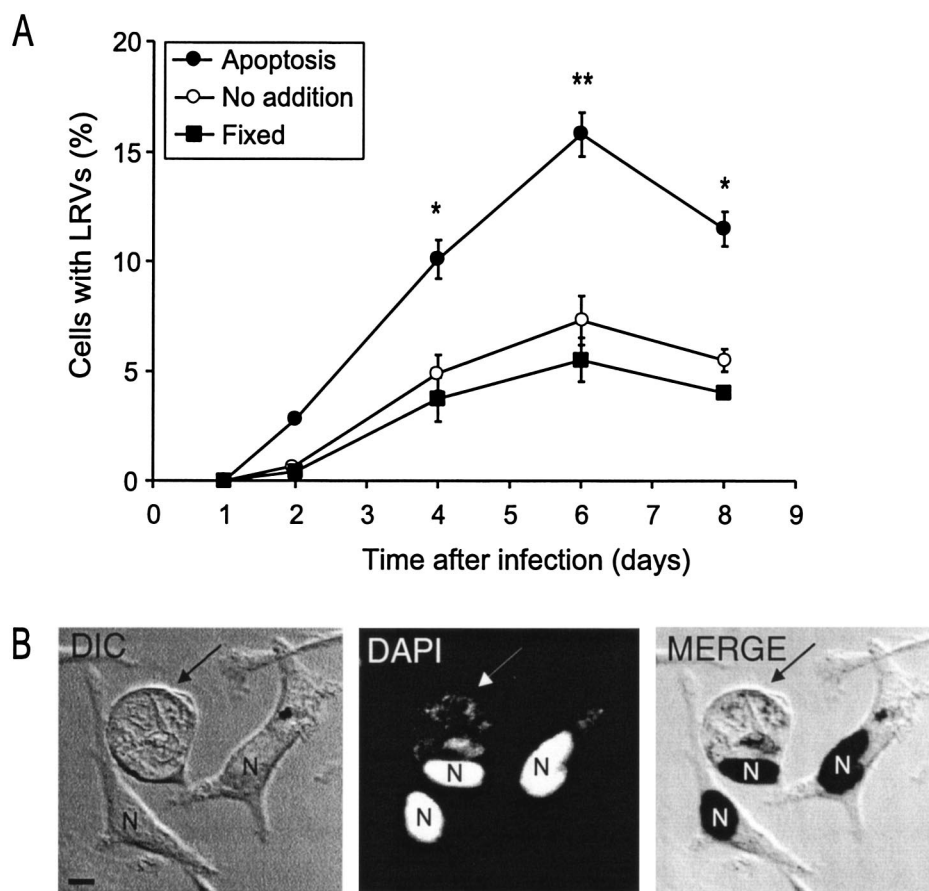 A
Apoptosis
No addition
Fixed
Cells with LRVs (%)
20
15
10
5
0
*
**
*
0 1 2 3 4 5 6 7 8 9
Time after infection (days)
B
DIC
DAPI
MERGE
N
N
N
N
N
N
N
N